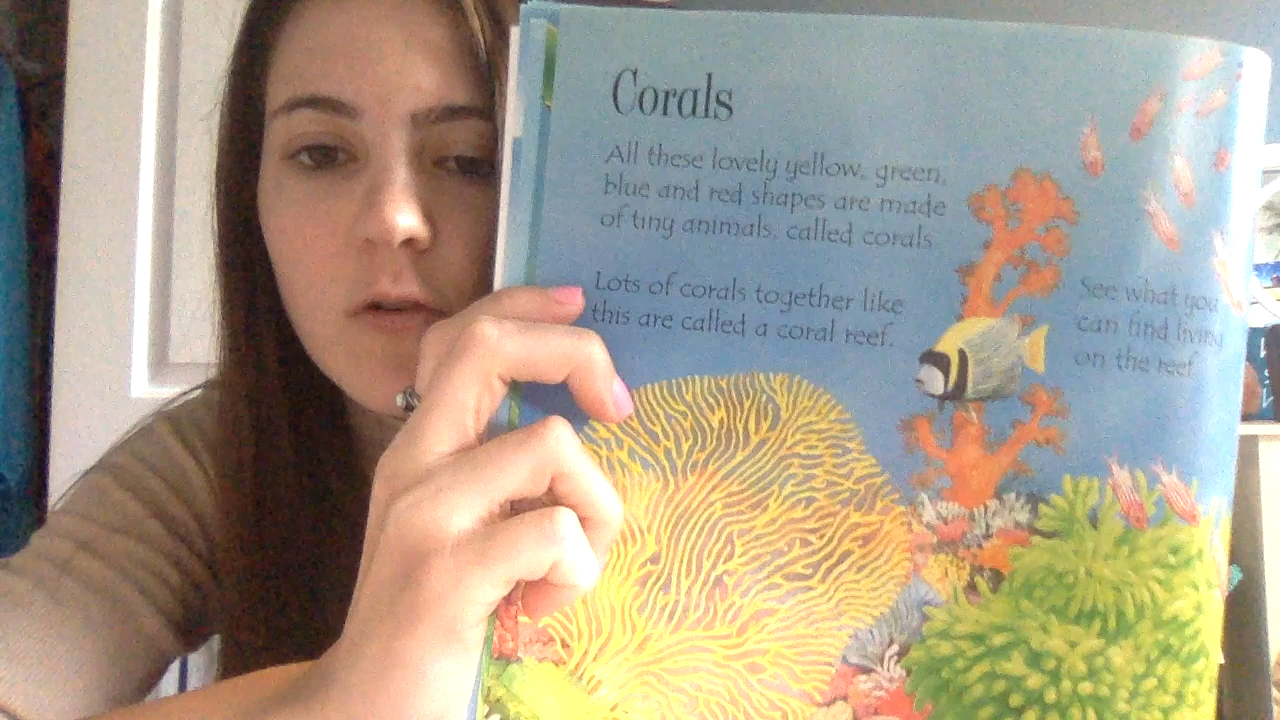 Corals
All these lovely yellow, green,
blue and red shapes are made
of tiny animals, called corals
Lots of corals together like
this are called a coral reef.
See what you
can find living
on the reef